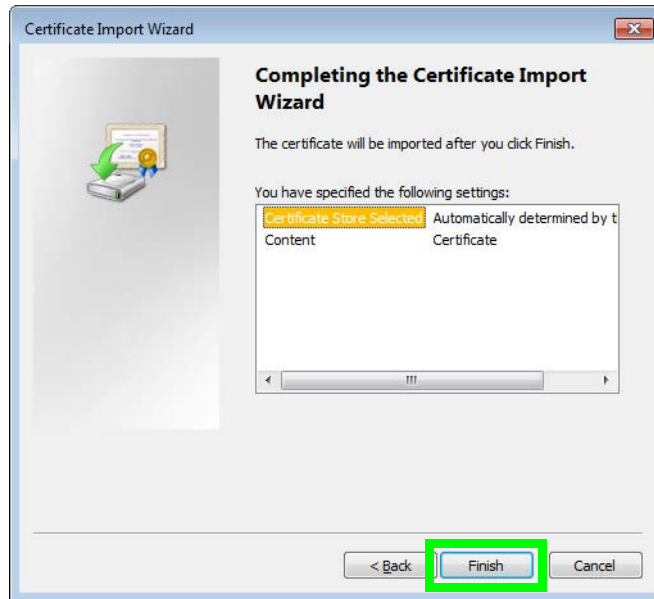 Certificate Import Wizard
Completing the Certificate Import
Wizard
The certificate will be imported after you click Finish.
You have specified the following settings:
Certificate Store Selected Automatically determined by t
Content Certificate
< Back Finish Cancel